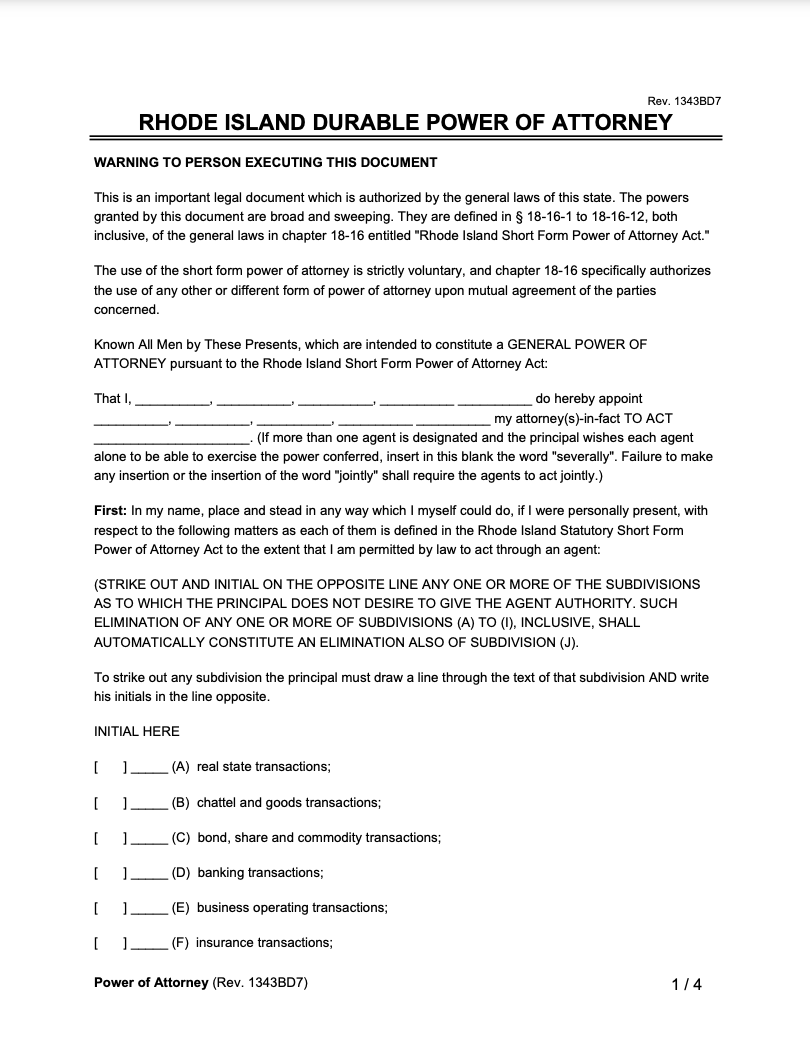 Rev. 1343BD7
RHODE ISLAND DURABLE POWER OF ATTORNEY
WARNING TO PERSON EXECUTING THIS DOCUMENT
This is an important legal document which is authorized by the general laws of this state. The powers
granted by this document are broad and sweeping. They are defined in § 18-16-1 to 18-16-12, both
inclusive, of the general laws in chapter 18-16 entitled "Rhode Island Short Form Power of Attorney Act."
The use of the short form power of attorney is strictly voluntary, and chapter 18-16 specifically authorizes
the use of any other or different form of power of attorney upon mutual agreement of the parties
concerned.
Known All Men by These Presents, which are intended to constitute a GENERAL POWER OF
ATTORNEY pursuant to the Rhode Island Short Form Power of Attorney Act:
That I, __________, __________, __________, __________ __________ do hereby appoint
__________, __________, __________, __________ __________ my attorney(s)-in-fact TO ACT
_____________________. (If more than one agent is designated and the principal wishes each agent
alone to be able to exercise the power conferred, insert in this blank the word "severally". Failure to make
any insertion or the insertion of the word "jointly" shall require the agents to act jointly.)
First: In my name, place and stead in any way which I myself could do, if I were personally present, with
respect to the following matters as each of them is defined in the Rhode Island Statutory Short Form
Power of Attorney Act to the extent that I am permitted by law to act through an agent:
(STRIKE OUT AND INITIAL ON THE OPPOSITE LINE ANY ONE OR MORE OF THE SUBDIVISIONS
AS TO WHICH THE PRINCIPAL DOES NOT DESIRE TO GIVE THE AGENT AUTHORITY. SUCH
ELIMINATION OF ANY ONE OR MORE OF SUBDIVISIONS (A) TO (I), INCLUSIVE, SHALL
AUTOMATICALLY CONSTITUTE AN ELIMINATION ALSO OF SUBDIVISION (J).
To strike out any subdivision the principal must draw a line through the text of that subdivision AND write
his initials in the line opposite.
INITIAL HERE
[ ] _____ (A) real state transactions;
[ ] _____ (B) chattel and goods transactions;
[ ] _____ (C) bond, share and commodity transactions;
[ ] _____ (D) banking transactions;
[ ] _____ (E) business operating transactions;
[ ] _____ (F) insurance transactions;
Power of Attorney (Rev. 1343BD7)
1 / 4